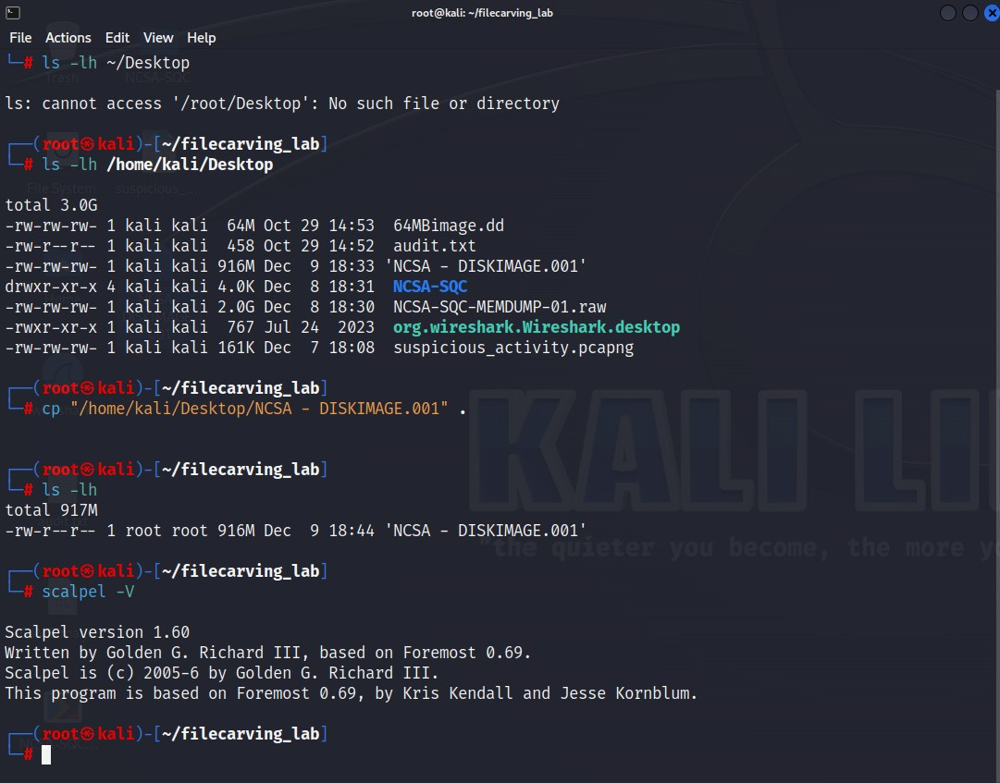 root@kali: ~/filecarving_lab
File Actions Edit View Help
└─# ls -lh ~/Desktop
ls: cannot access '/root/Desktop': No such file or directory
┌──(root㉿kali)-[~/filecarving_lab]
└─# ls -lh /home/kali/Desktop
total 3.0G
-rw-rw-rw- 1 kali kali  64M Oct 29 14:53  64MBimage.dd
-rw-r--r-- 1 kali kali  458 Oct 29 14:52  audit.txt
-rw-rw-rw- 1 kali kali 916M Dec  9 18:33 'NCSA - DISKIMAGE.001'
drwxr-xr-x 4 kali kali 4.0K Dec  8 18:31  NCSA-SQC
-rw-rw-rw- 1 kali kali 2.0G Dec  8 18:30  NCSA-SQC-MEMDUMP-01.raw
-rwxr-xr-x 1 kali kali  767 Jul 24  2023  org.wireshark.Wireshark.desktop
-rw-rw-rw- 1 kali kali 161K Dec  7 18:08  suspicious_activity.pcapng
┌──(root㉿kali)-[~/filecarving_lab]
└─# cp "/home/kali/Desktop/NCSA - DISKIMAGE.001" .
┌──(root㉿kali)-[~/filecarving_lab]
└─# ls -lh
total 917M
-rw-r--r-- 1 root root 916M Dec  9 18:44 'NCSA - DISKIMAGE.001'
┌──(root㉿kali)-[~/filecarving_lab]
└─# scalpel -V
Scalpel version 1.60
Written by Golden G. Richard III, based on Foremost 0.69.
Scalpel is (c) 2005-6 by Golden G. Richard III.
This program is based on Foremost 0.69, by Kris Kendall and Jesse Kornblum.
┌──(root㉿kali)-[~/filecarving_lab]
└─#
Trash
NCSA-SQC
File System
suspicious_...
KALI LI
"the quieter you become, the more y